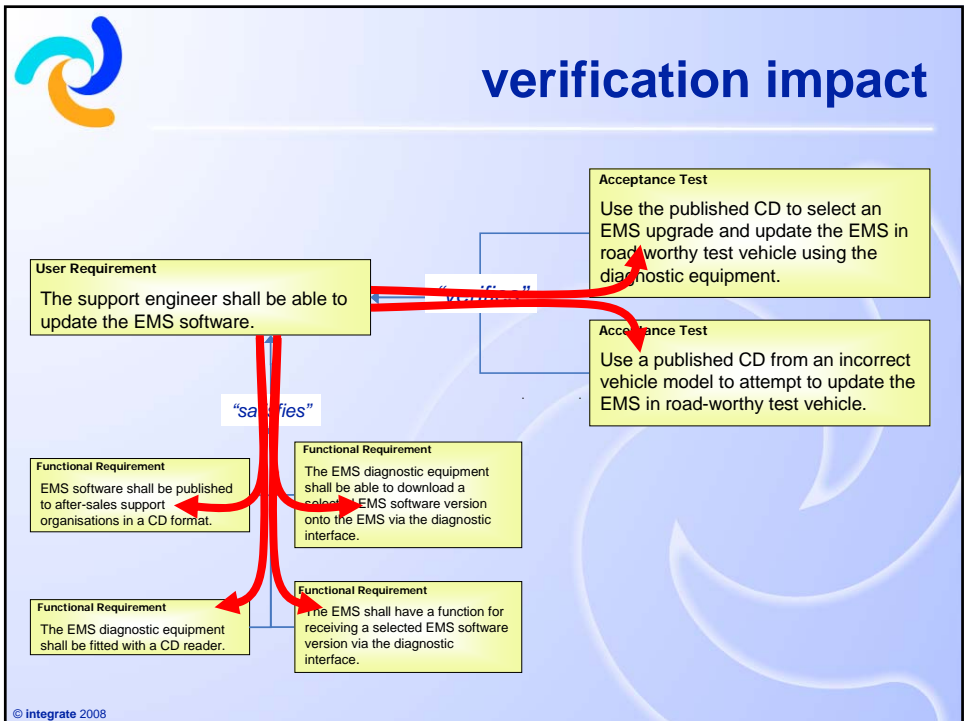 verification impact
Acceptance Test
Use the published CD to select an
EMS upgrade and update the EMS in
road-worthy test vehicle using the
diagnostic equipment.
User Requirement
The support engineer shall be able to
update the EMS software.
“verifies”
Acceptance Test
Use a published CD from an incorrect
vehicle model to attempt to update the
EMS in road-worthy test vehicle.
“satisfies”
Functional Requirement
EMS software shall be published
to after-sales support
organisations in a CD format.
Functional Requirement
The EMS diagnostic equipment
shall be able to download a
selected EMS software version
onto the EMS via the diagnostic
interface.
Functional Requirement
The EMS diagnostic equipment
shall be fitted with a CD reader.
Functional Requirement
The EMS shall have a function for
receiving a selected EMS software
version via the diagnostic
interface.
© integrate 2008